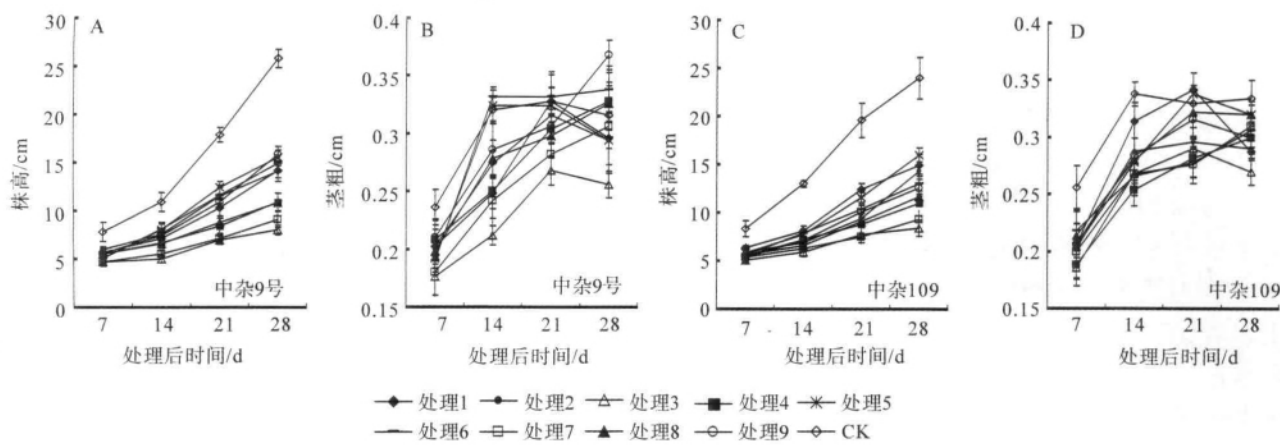 A
30
25
20
15
10
5
0
株高/cm
中杂9号
7 14 21 28
处理后时间/d
B
0.4
0.35
0.3
0.25
0.2
0.15
茎粗/cm
中杂9号
7 14 21 28
处理后时间/d
C
30
25
20
15
10
5
0
株高/cm
中杂109
7 14 21 28
处理后时间/d
D
0.4
0.35
0.3
0.25
0.2
0.15
茎粗/cm
中杂109
7 14 21 28
处理后时间/d
处理1 处理2 处理3 处理4 处理5
处理6 处理7 处理8 处理9 CK